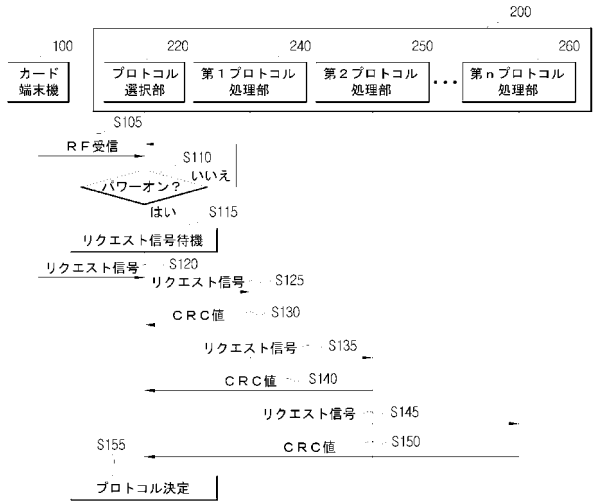 200
100
220
240
250
260
カード
端末機
プロトコル
選択部
第1プロトコル
処理部
第2プロトコル
処理部
•••
第nプロトコル
処理部
S105
RF受信
S110
いいえ
パワーオン?
はい
S115
リクエスト信号待機
リクエスト信号
S120
リクエスト信号
S125
CRC値
S130
リクエスト信号
S135
CRC値
S140
リクエスト信号
S145
CRC値
S150
S155
プロトコル決定